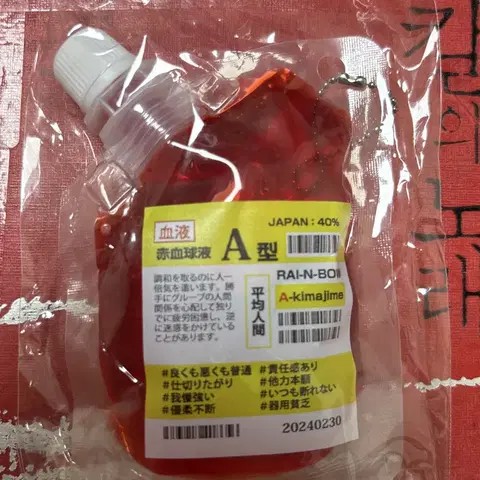 血液
JAPAN：40%
赤血球液 A型
RAI-N-BOW
調和を取るのに人一
倍気を遣います。勝
手にグループの人間
関係を心配して独り
でに疲労困憊し、逆
に迷惑をかけている
ことがあります。
平均人間
A-kimajime
#良くも悪くも普通
#仕切りたがり
#我慢強い
#優柔不断
#責任感あり
#他力本願
#いつも断れない
#器用貧乏
20240230